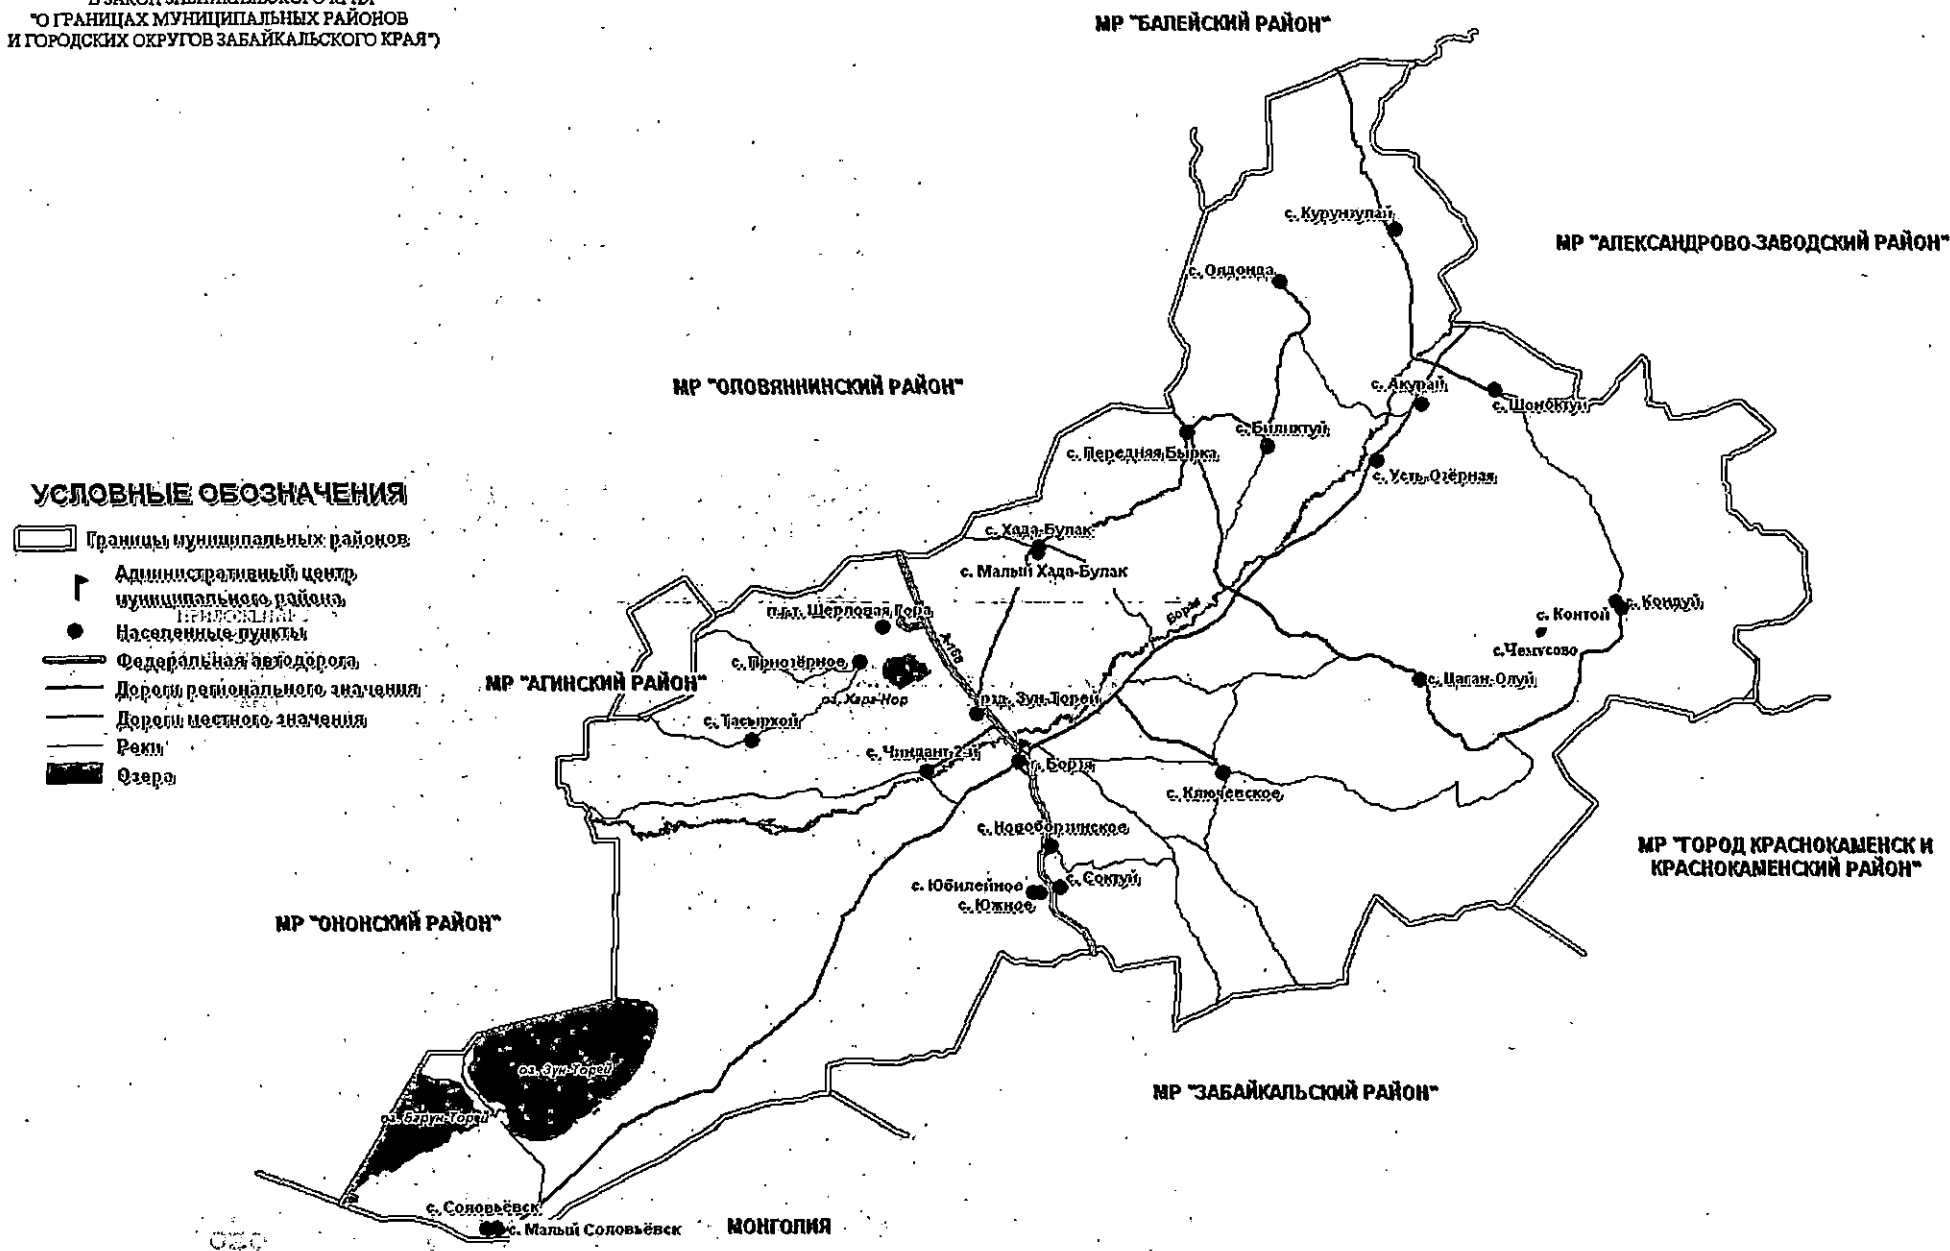 "О ГРАНИЦАХ МУНИЦИПАЛЬНЫХ РАЙОНОВ
И ГОРОДСКИХ ОКРУГОВ ЗАБАЙКАЛЬСКОГО КРАЯ")
МР "БАЛЕЙСКИЙ РАЙОН"
с. Курунзулай
МР "АЛЕКСАНДРОВО-ЗАВОДСКИЙ РАЙОН"
с. Олдонда
МР "ОЛОВЯННИНСКИЙ РАЙОН"
с. Акурай
с. Шоноктуй
с. Биликтуй
с. Передняя Бырка
с. Усть-Озёрная
УСЛОВНЫЕ ОБОЗНАЧЕНИЯ
Границы муниципальных районов
Административный центр
муниципального района
Населенные пункты
Федеральная автодорога
Дороги регионального значения
Дороги местного значения
Реки
Озера
с. Хада-Булак
с. Малый Хада-Булак
п.г.т. Шерловая Гора
А-166
Борзя
с. Кондуй
с. Контой
с. Чемусово
с. Приозёрное
МР "АГИНСКИЙ РАЙОН"
оз. Хара-Нор
рзд. Зун-Торей
с. Цаган-Олуй
с. Тасырхой
с. Чиндант 2-й
г. Борзя
с. Ключевское
с. Новоборзинское
МР "ГОРОД КРАСНОКАМЕНСК И
КРАСНОКАМЕНСКИЙ РАЙОН"
с. Юбилейное
с. Соктуй
с. Южное
МР "ОНОНСКИЙ РАЙОН"
оз. Зун-Торей
МР "ЗАБАЙКАЛЬСКИЙ РАЙОН"
оз. Барун-Торей
с. Соловьёвск
с. Малый Соловьёвск
МОНГОЛИЯ